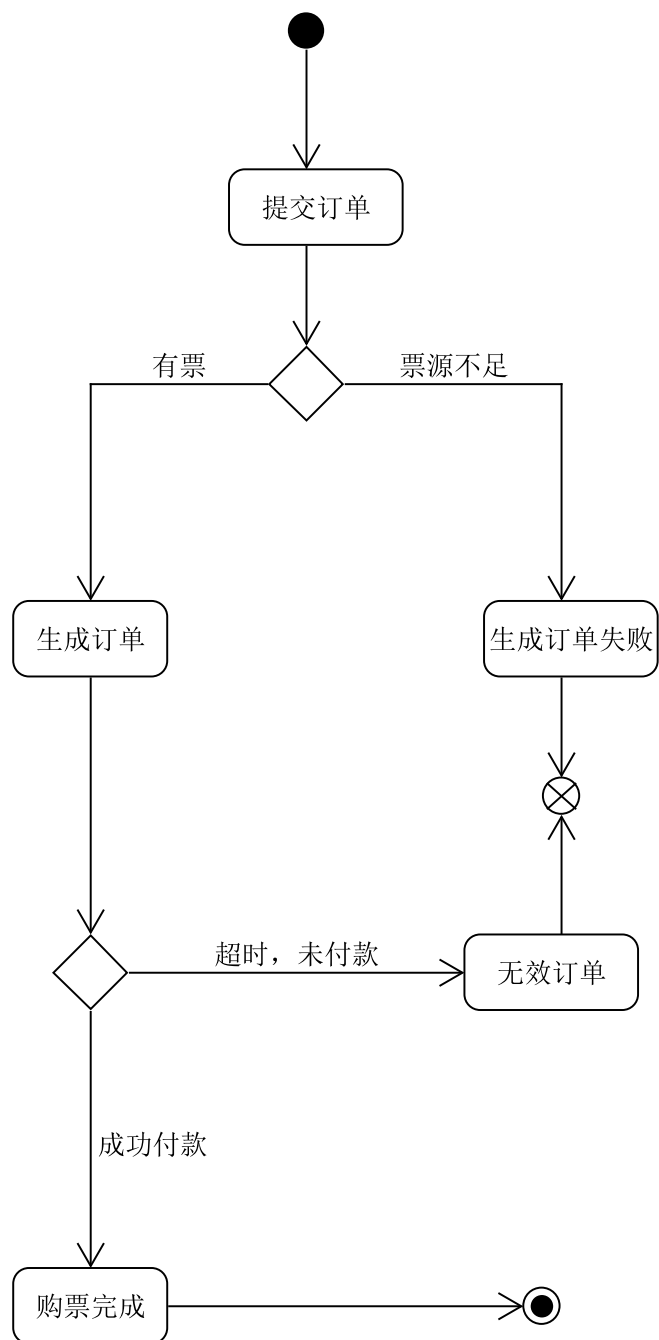 提交订单
有票
票源不足
生成订单
生成订单失败
超时，未付款
无效订单
成功付款
购票完成